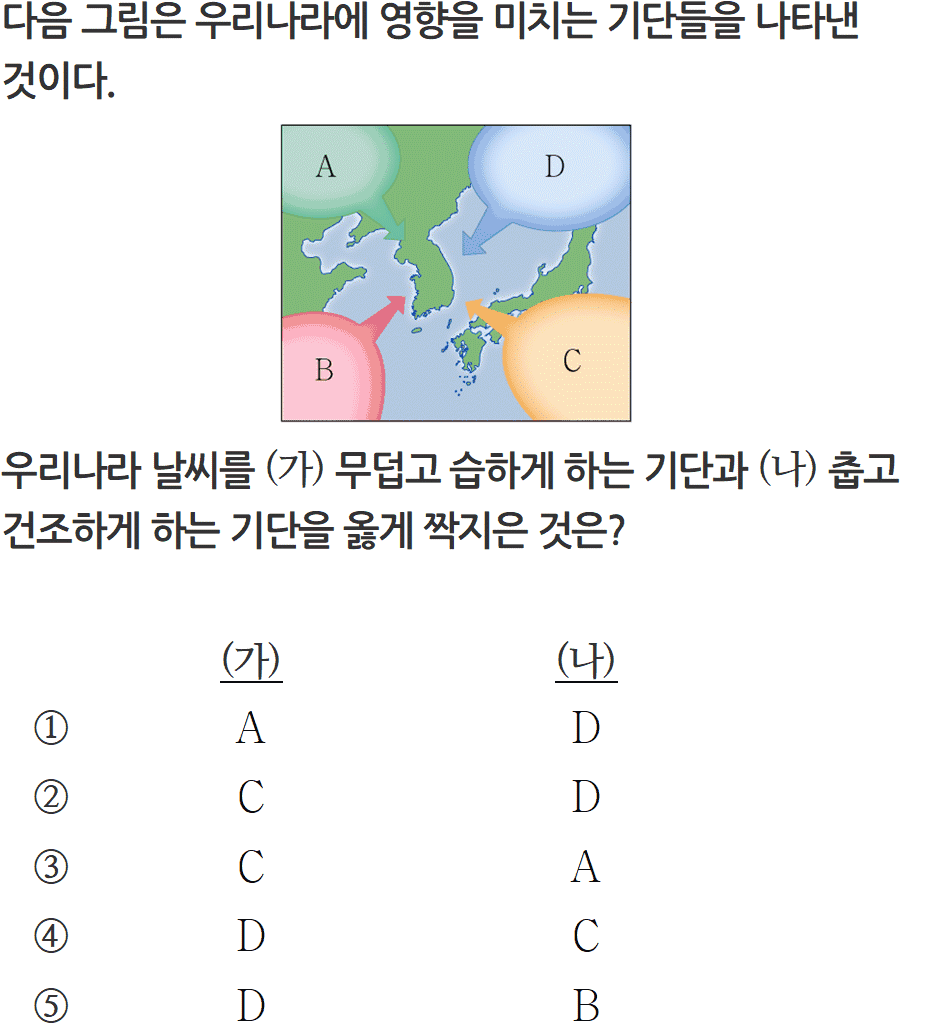 다음 그림은 우리나라에 영향을 미치는 기단들을 나타낸
것이다.
A
D
B
C
우리나라 날씨를 (가) 무덥고 습하게 하는 기단과 (나) 춥고
건조하게 하는 기단을 옳게 짝지은 것은?
(가) (나)
① A D
② C D
③ C A
④ D C
⑤ D B